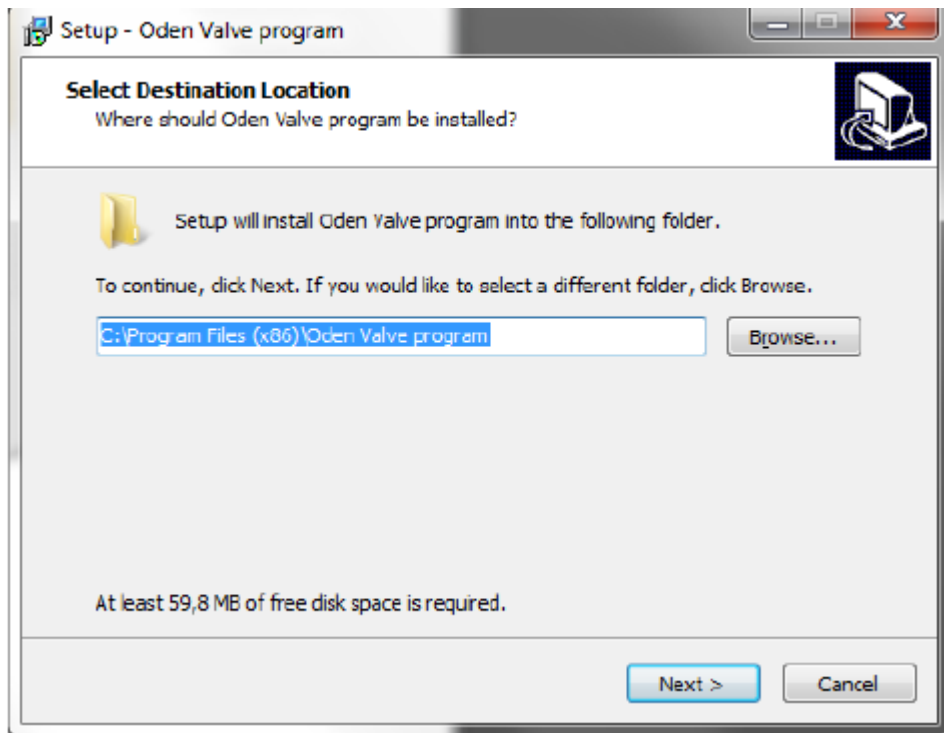 Setup - Oden Valve program
Select Destination Location
Where should Oden Valve program be installed?
Setup will install Oden Valve program into the following folder.
To continue, click Next. If you would like to select a different folder, click Browse.
C:\Program Files (x86)\Oden Valve program
Browse...
At least 59,8 MB of free disk space is required.
Next >
Cancel